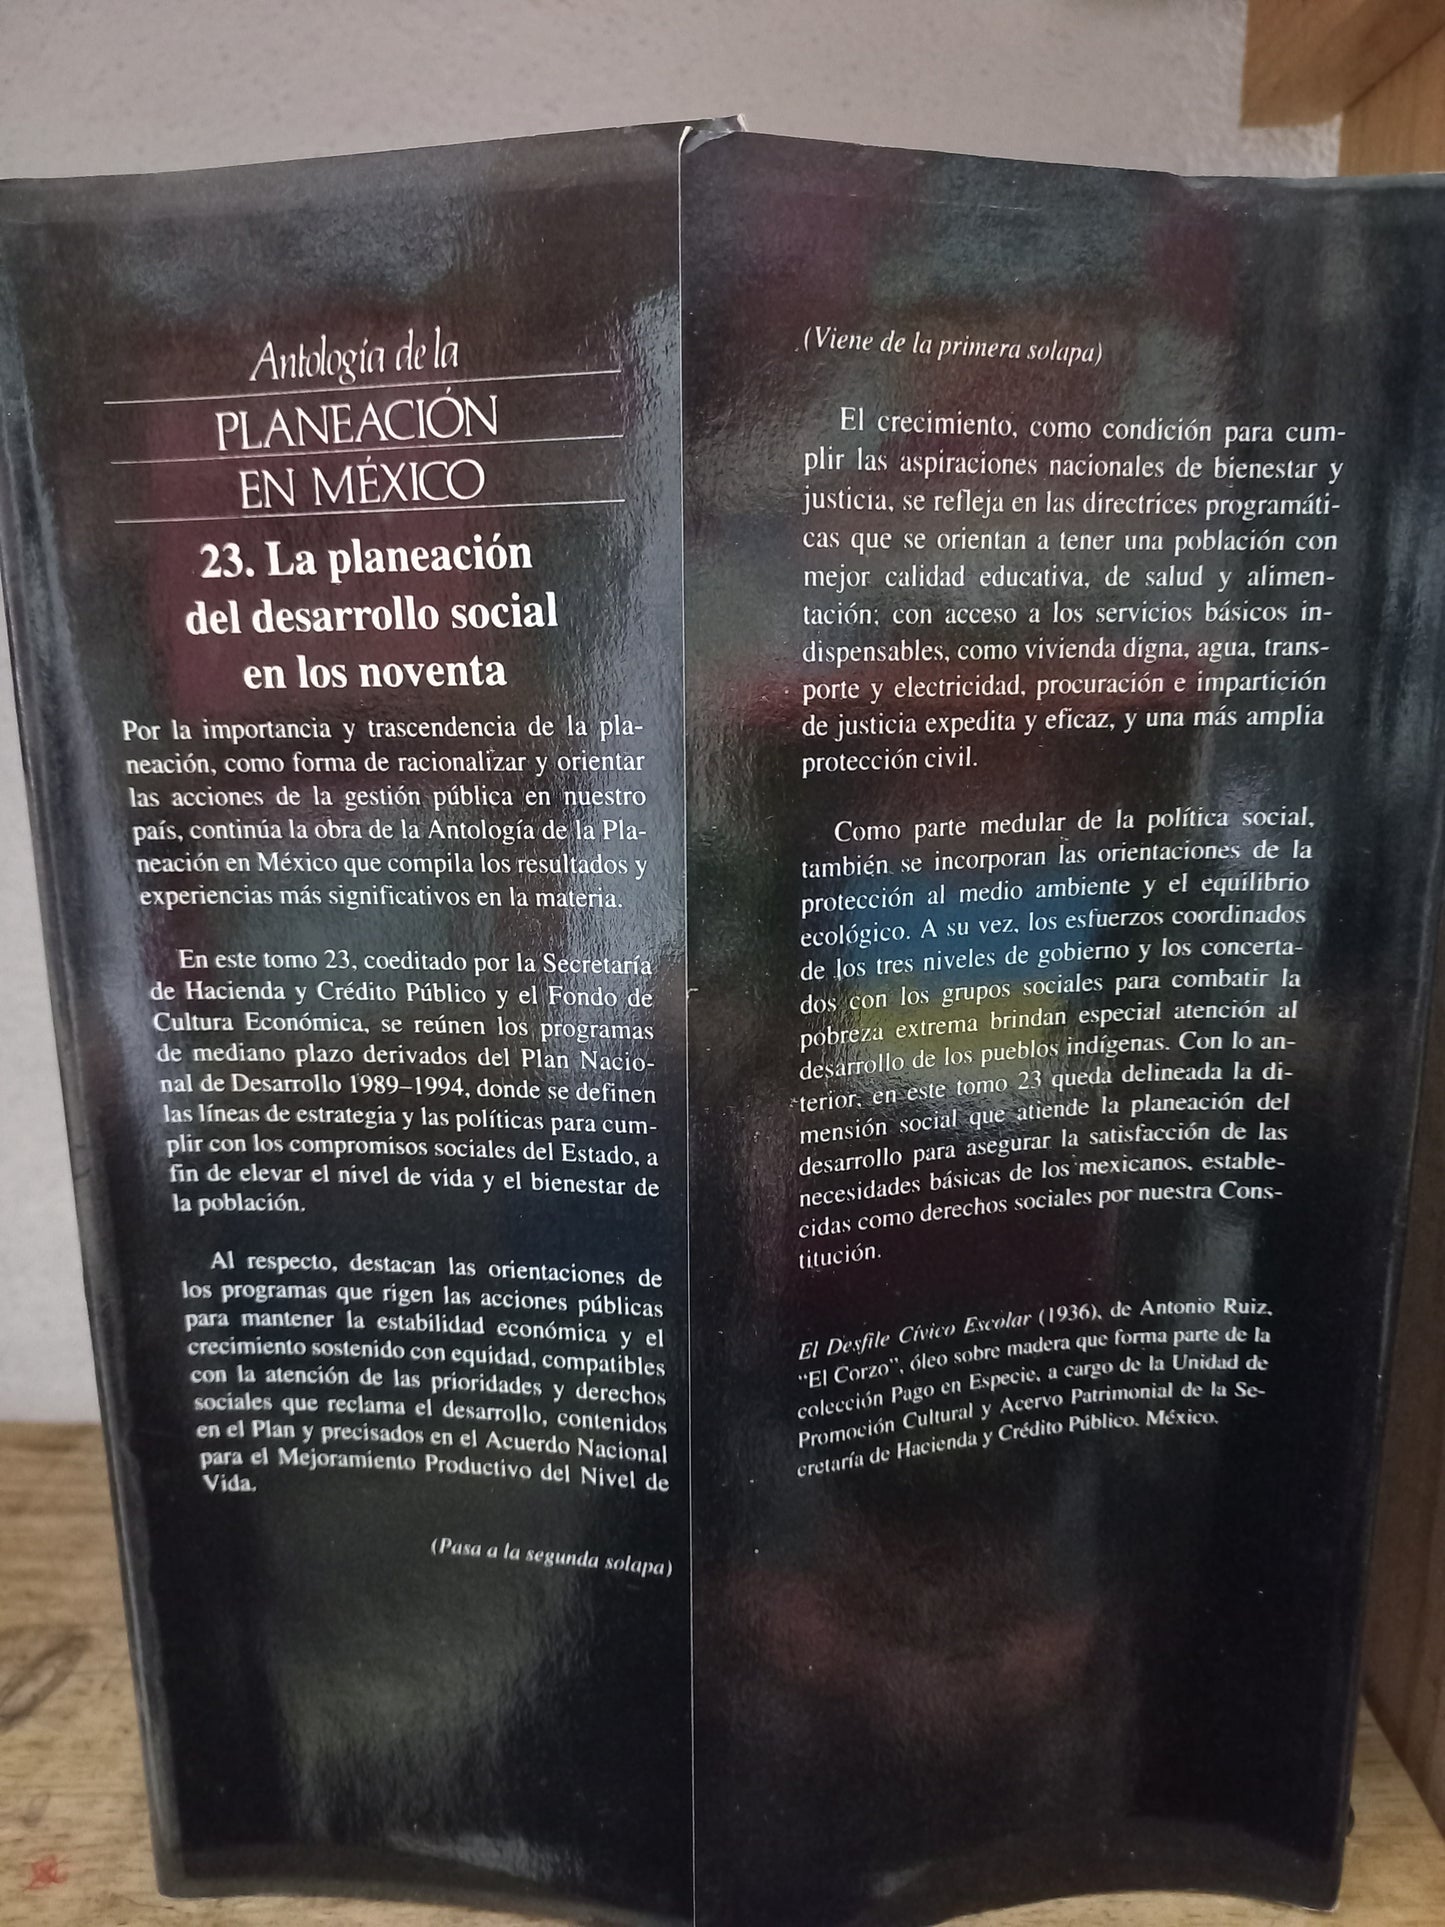 Antología de la
PLANEACIÓN
EN MÉXICO
23. La planeación
del desarrollo social
en los noventa
Por la importancia y trascendencia de la pla-
neación, como forma de racionalizar y orientar
las acciones de la gestión pública en nuestro
país, continúa la obra de la Antología de la Pla-
neación en México que compila los resultados y
experiencias más significativos en la materia.
En este tomo 23, coeditado por la Secretaría
de Hacienda y Crédito Público y el Fondo de
Cultura Económica, se reúnen los programas
de mediano plazo derivados del Plan Nacio-
nal de Desarrollo 1989–1994, donde se definen
las líneas de estrategia y las políticas para cum-
plir con los compromisos sociales del Estado, a
fin de elevar el nivel de vida y el bienestar de
la población.
Al respecto, destacan las orientaciones de
los programas que rigen las acciones públicas
para mantener la estabilidad económica y el
crecimiento sostenido con equidad, compatibles
con la atención de las prioridades y derechos
sociales que reclama el desarrollo, contenidos
en el Plan y precisados en el Acuerdo Nacional
para el Mejoramiento Productivo del Nivel de
Vida.
(Pasa a la segunda solapa)
(Viene de la primera solapa)
El crecimiento, como condición para cum-
plir las aspiraciones nacionales de bienestar y
justicia, se refleja en las directrices programáti-
cas que se orientan a tener una población con
mejor calidad educativa, de salud y alimen-
tación; con acceso a los servicios básicos in-
dispensables, como vivienda digna, agua, trans-
porte y electricidad, procuración e impartición
de justicia expedita y eficaz, y una más amplia
protección civil.
Como parte medular de la política social,
también se incorporan las orientaciones de la
protección al medio ambiente y el equilibrio
ecológico. A su vez, los esfuerzos coordinados
de los tres niveles de gobierno y los concerta-
dos con los grupos sociales para combatir la
pobreza extrema brindan especial atención al
desarrollo de los pueblos indígenas. Con lo an-
terior, en este tomo 23 queda delineada la di-
mensión social que atiende la planeación del
desarrollo para asegurar la satisfacción de las
necesidades básicas de los mexicanos, estable-
cidas como derechos sociales por nuestra Cons-
titución.
El Desfile Cívico Escolar (1936), de Antonio Ruiz,
“El Corzo”, óleo sobre madera que forma parte de la
colección Pago en Especie, a cargo de la Unidad de
Promoción Cultural y Acervo Patrimonial de la Se-
cretaría de Hacienda y Crédito Público. México.